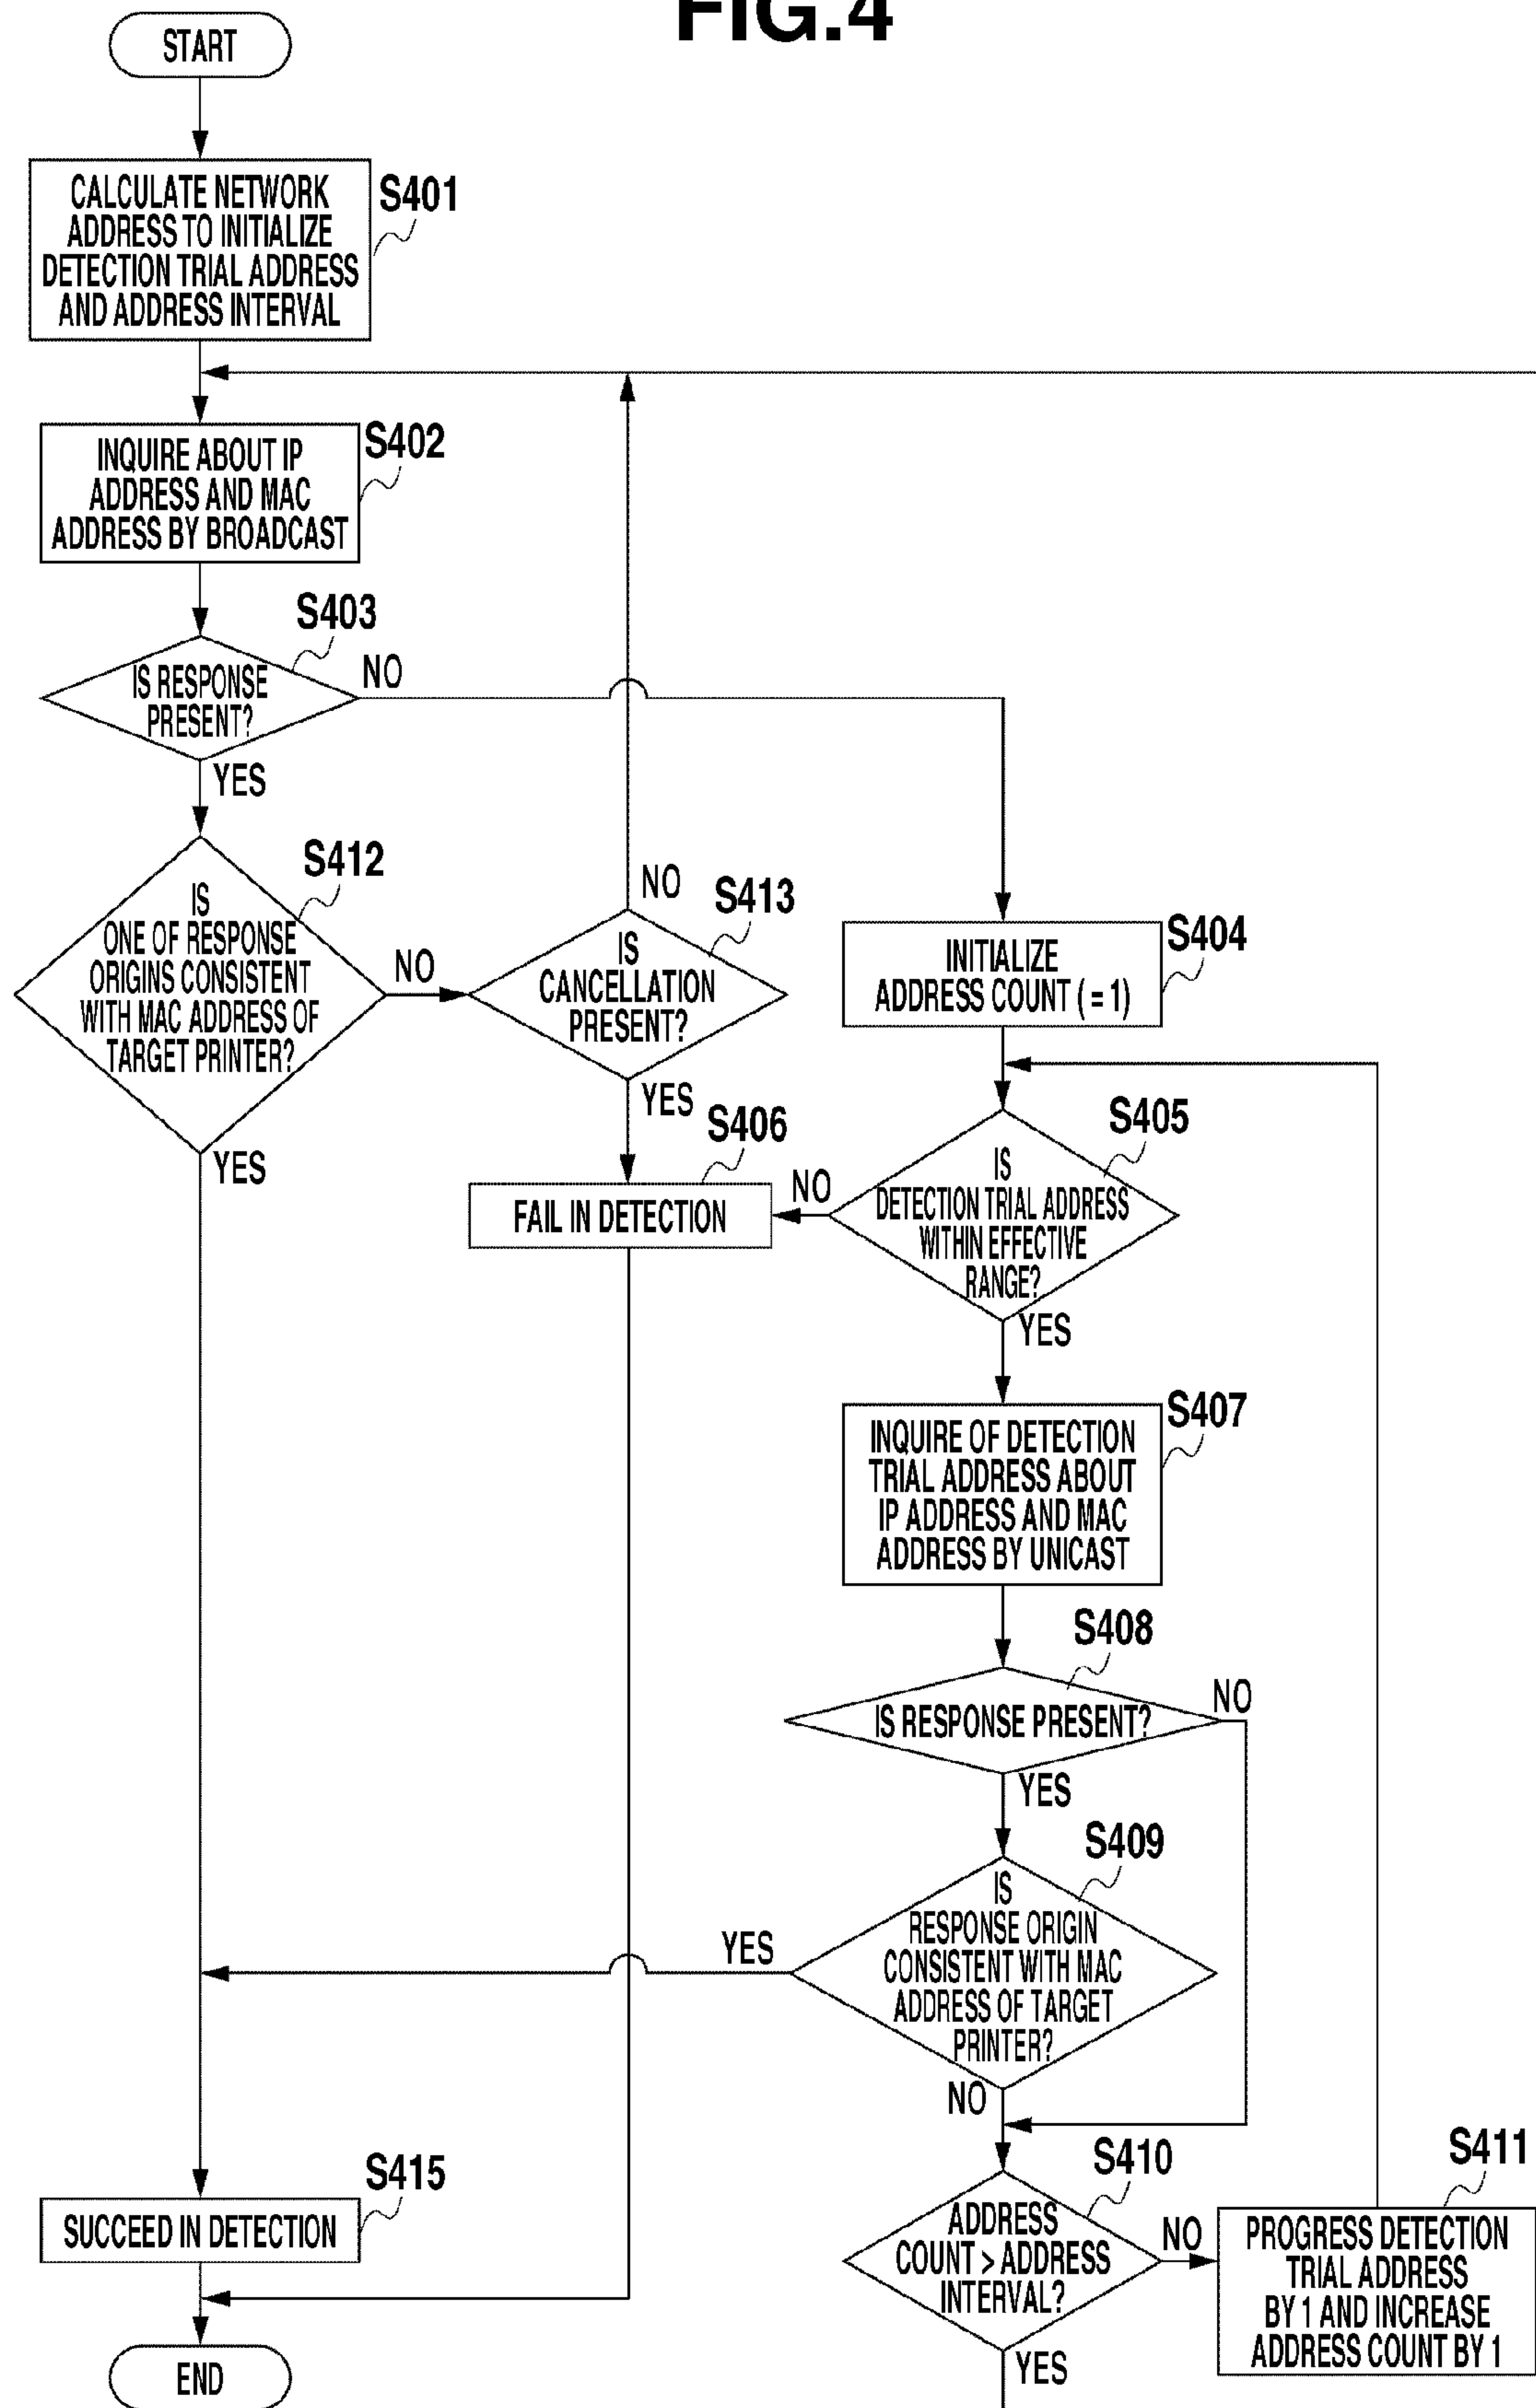 FIG.4
START
CALCULATE NETWORK
ADDRESS TO INITIALIZE
DETECTION TRIAL ADDRESS
AND ADDRESS INTERVAL
S401
INQUIRE ABOUT IP
ADDRESS AND MAC
ADDRESS BY BROADCAST
S402
S403
IS RESPONSE
PRESENT?
NO
YES
S412
IS
ONE OF RESPONSE
ORIGINS CONSISTENT
WITH MAC ADDRESS OF
TARGET PRINTER?
NO
YES
NO
S413
IS
CANCELLATION
PRESENT?
YES
S404
INITIALIZE
ADDRESS COUNT (= 1)
S406
FAIL IN DETECTION
NO
S405
IS
DETECTION TRIAL ADDRESS
WITHIN EFFECTIVE
RANGE?
YES
S407
INQUIRE OF DETECTION
TRIAL ADDRESS ABOUT
IP ADDRESS AND MAC
ADDRESS BY UNICAST
S408
IS RESPONSE PRESENT?
NO
YES
S409
IS
RESPONSE ORIGIN
CONSISTENT WITH MAC
ADDRESS OF TARGET
PRINTER?
YES
NO
S415
SUCCEED IN DETECTION
S410
ADDRESS
COUNT > ADDRESS
INTERVAL?
NO
YES
S411
PROGRESS DETECTION
TRIAL ADDRESS
BY 1 AND INCREASE
ADDRESS COUNT BY 1
END